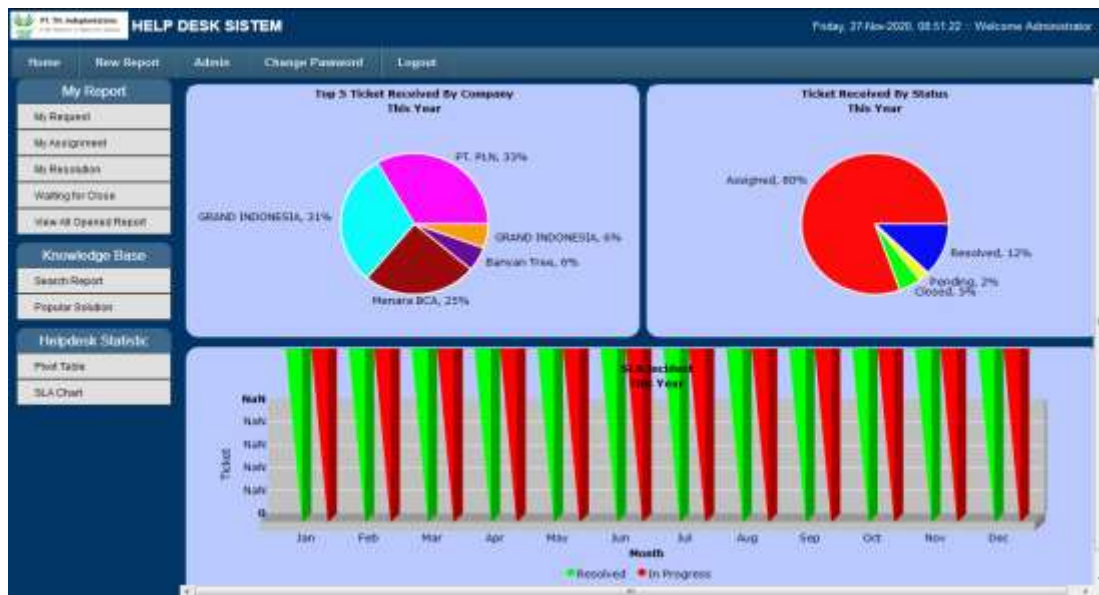 HELP DESK SISTEM
Friday, 27-Nov-2020, 08:51:22 : Welcome Administrator
Home New Report Admin Change Password Logout
My Report
My Request
My Assignment
My Resolution
Waiting for Close
View All Opened Report
Knowledge Base
Search Report
Popular Solution
Helpdesk Statistic
Pivot Table
SLA Chart
Top 5 Ticket Received By Company
This Year
PT. PLN, 33%
GRAND INDONESIA, 31%
GRAND INDONESIA, 6%
Banyan Tree, 6%
Menara BCA, 25%
Ticket Received By Status
This Year
Assigned, 80%
Resolved, 12%
Pending, 2%
Closed, 5%
SLA
This Year
NaN
NaN
NaN
NaN
NaN
0
Ticket
Jan Feb Mar Apr May Jun Jul Aug Sep Oct Nov Dec
Month
Resolved In Progress